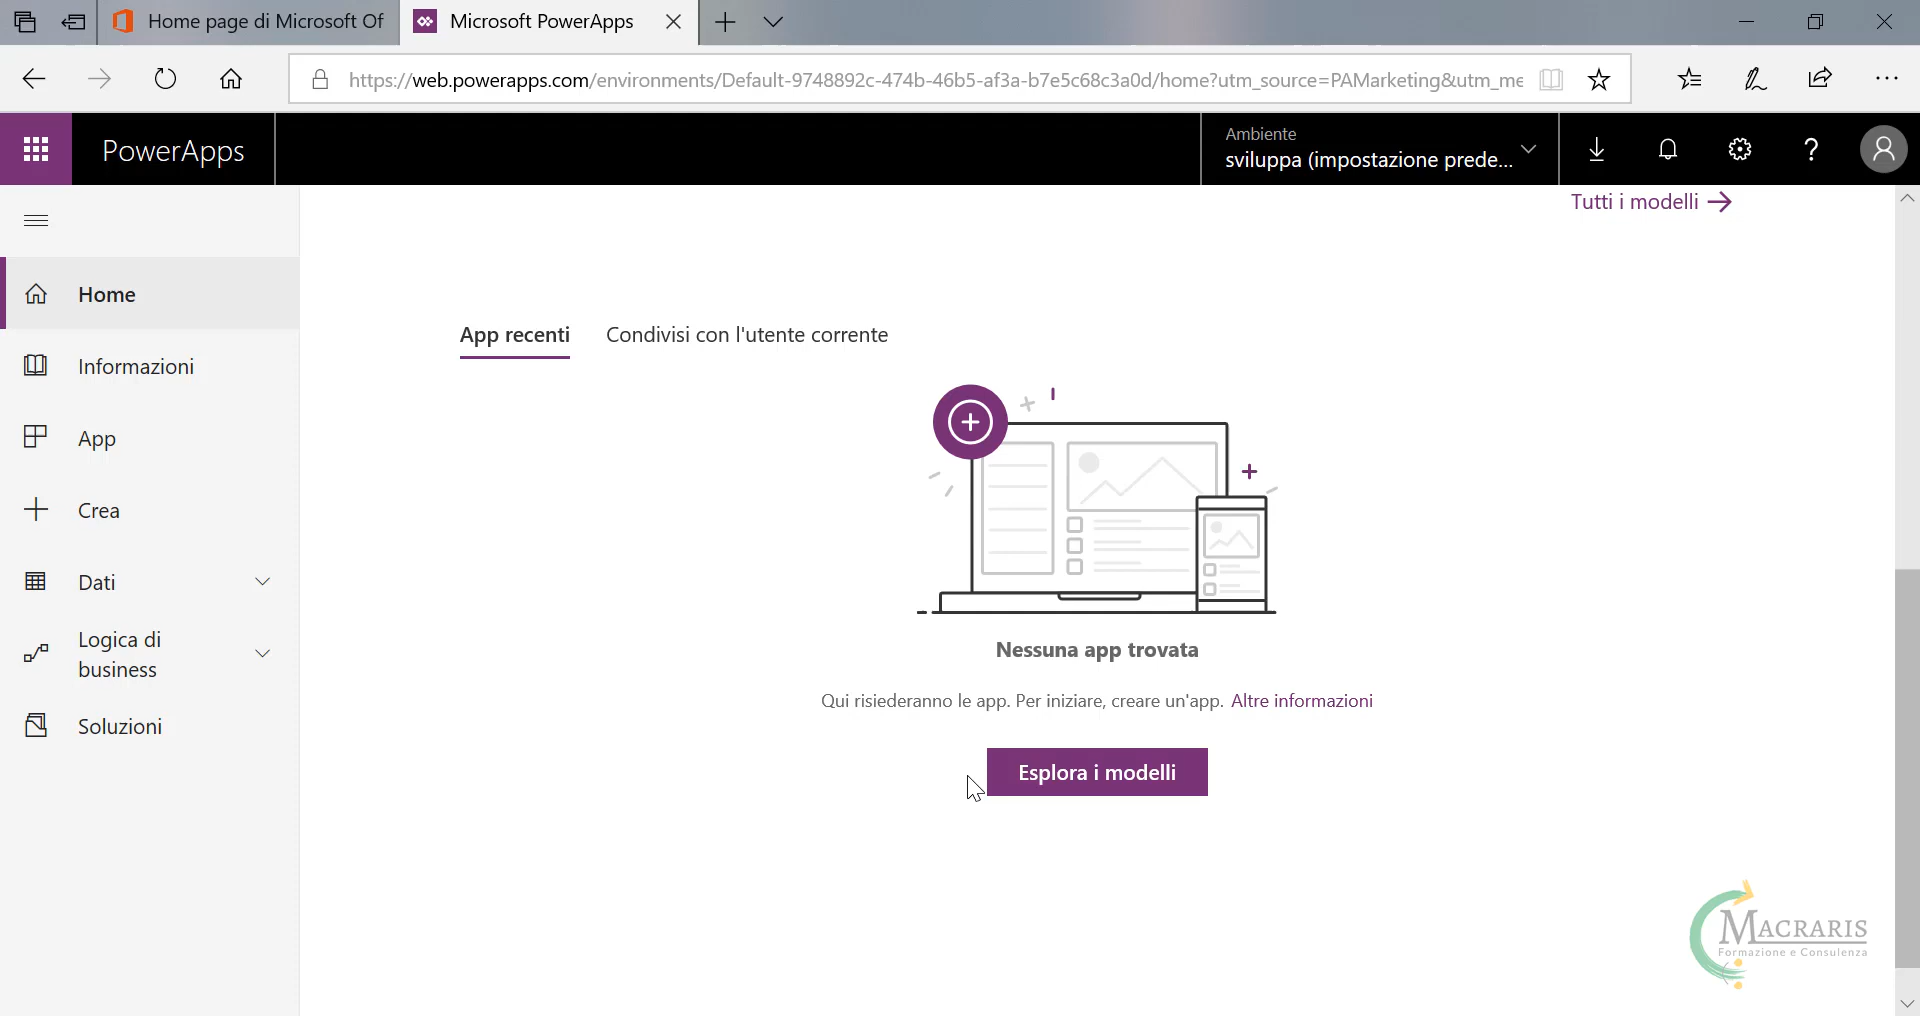 Home page di Microsoft Of
Microsoft PowerApps
https://web.powerapps.com/environments/Default-9748892c-474b-46b5-af3a-b7e5c68c3a0d/home?utm_source=PAMarketing&utm_me
PowerApps
Ambiente
sviluppa (impostazione prede...
Tutti i modelli
Home
Informazioni
App
Crea
Dati
Logica di
business
Soluzioni
App recenti
Condivisi con l'utente corrente
Nessuna app trovata
Qui risiederanno le app. Per iniziare, creare un'app. Altre informazioni
Esplora i modelli
MACRARIS
Formazione e Consulenza